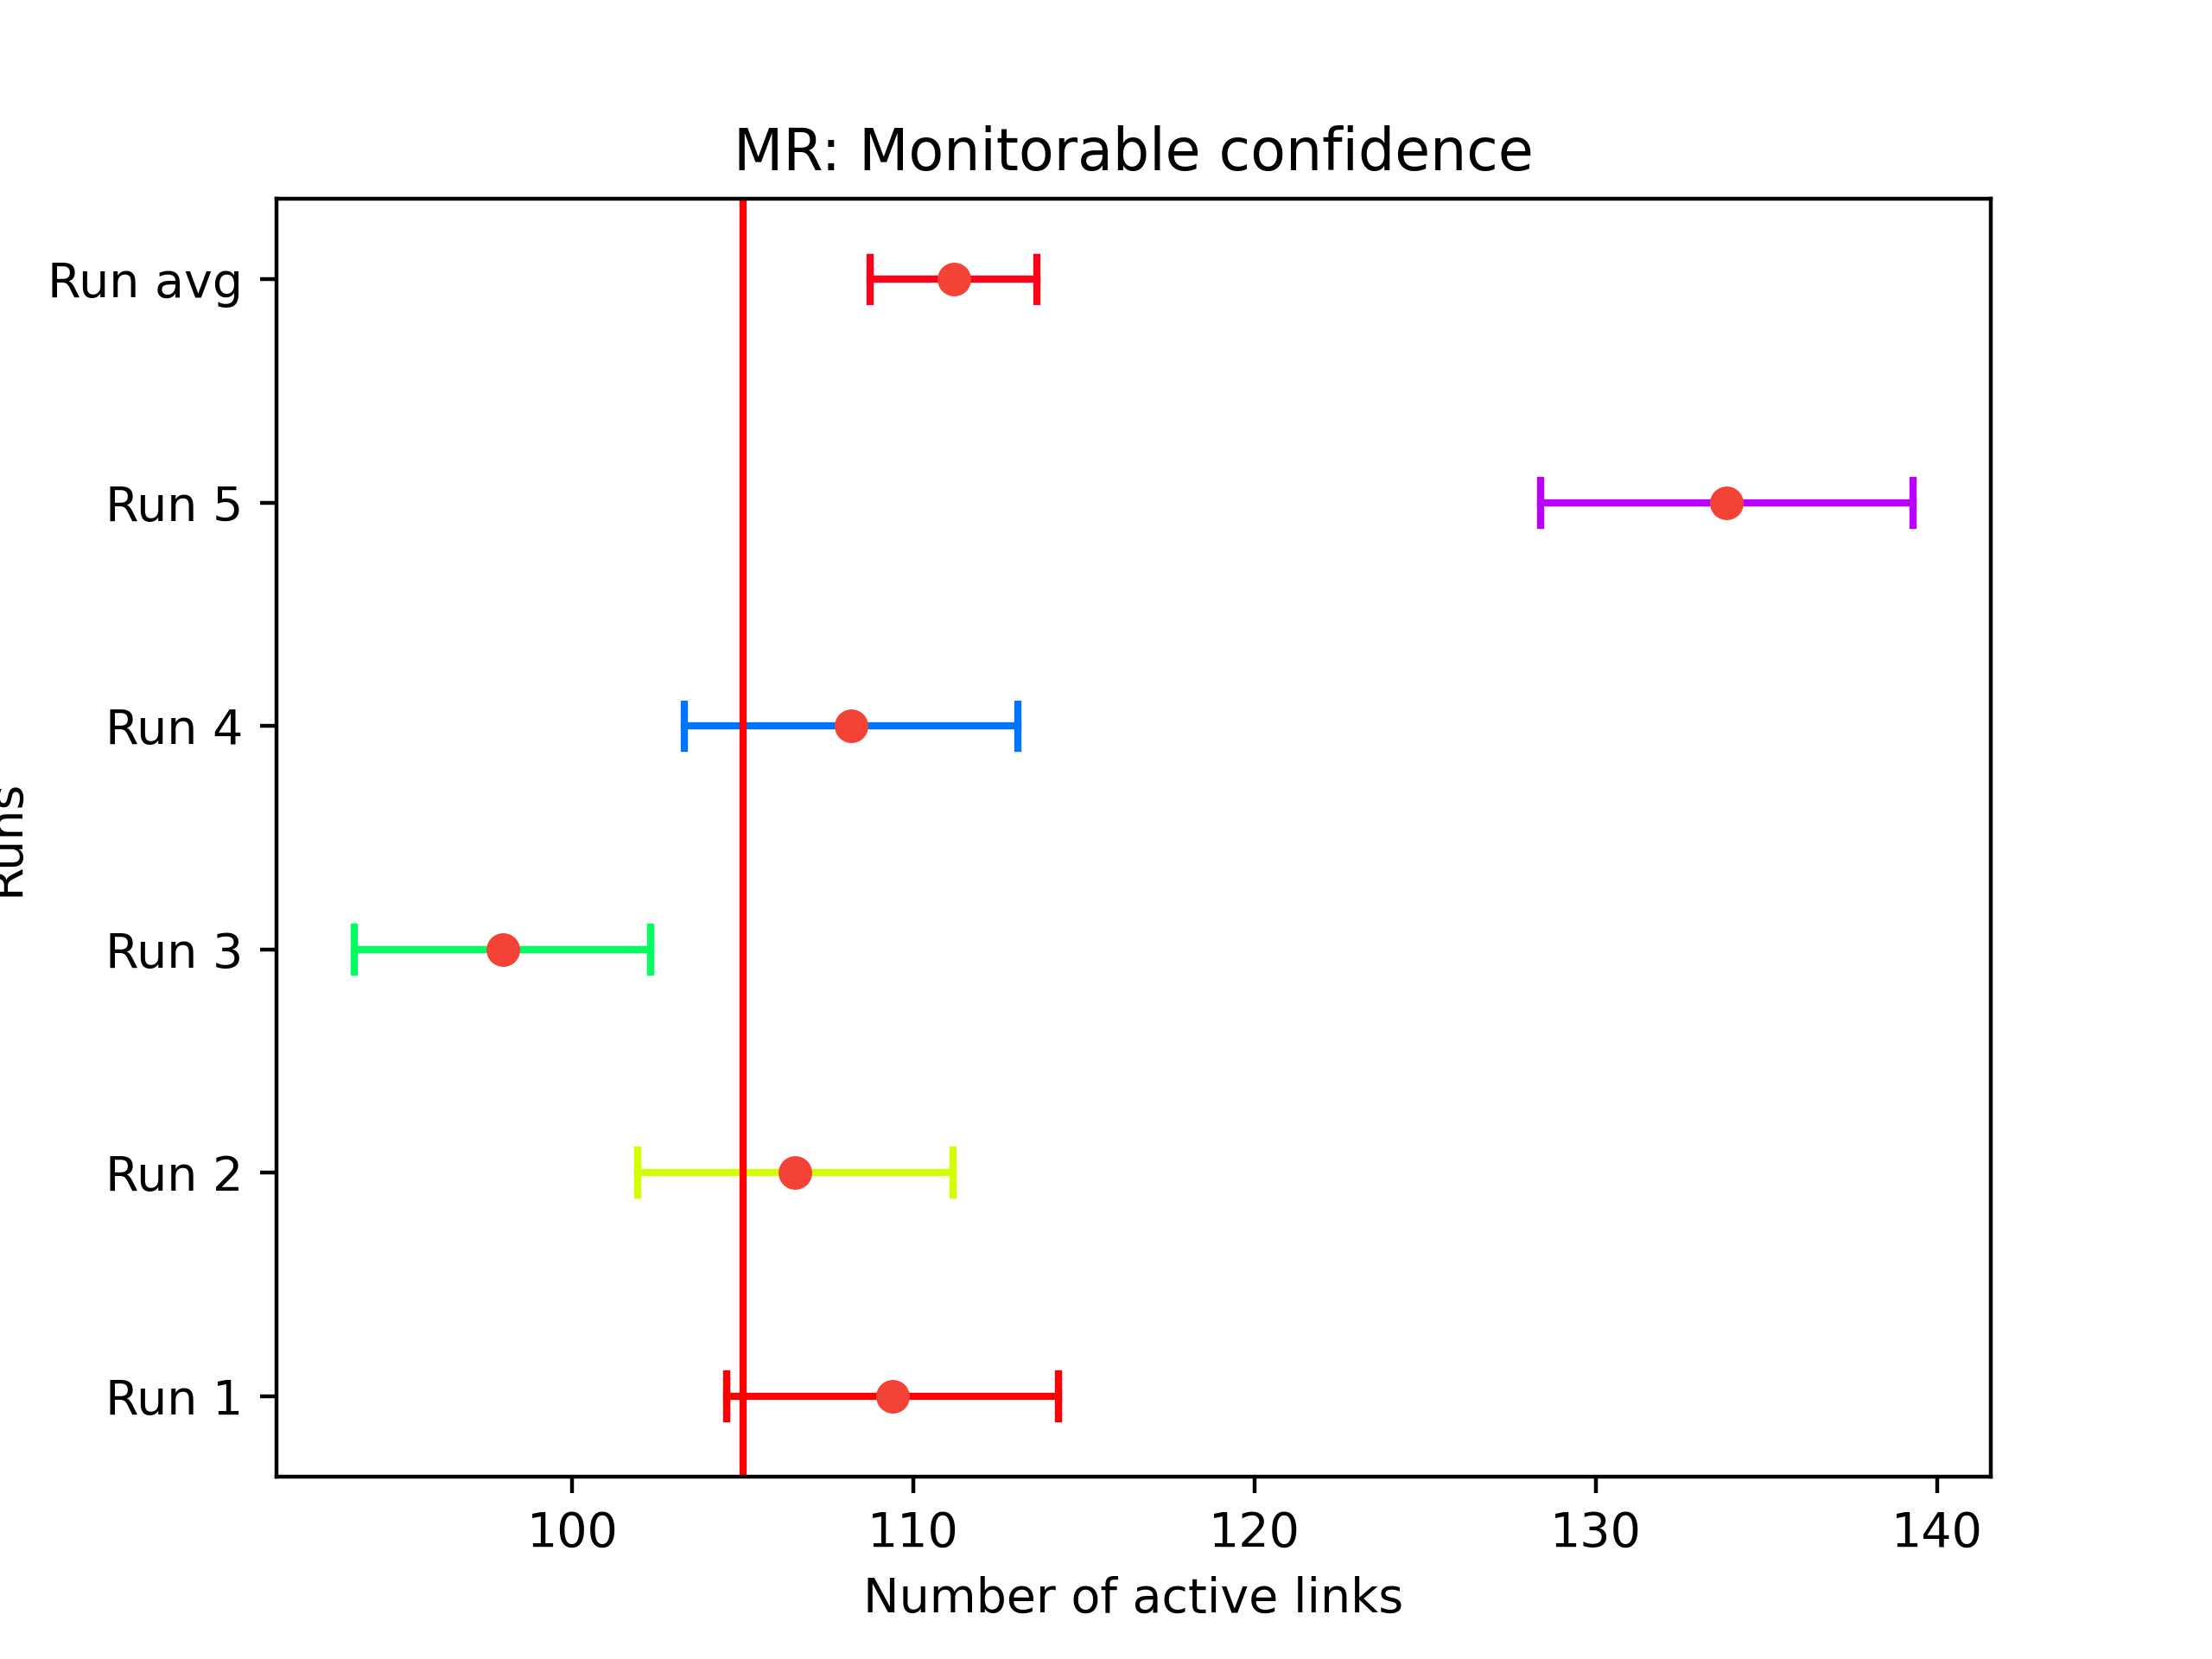 MR: Monitorable confidence
Run avg
Run 5
Run 4
Run 3
Run 2
Run 1
Runs
100 110 120 130 140
Number of active links